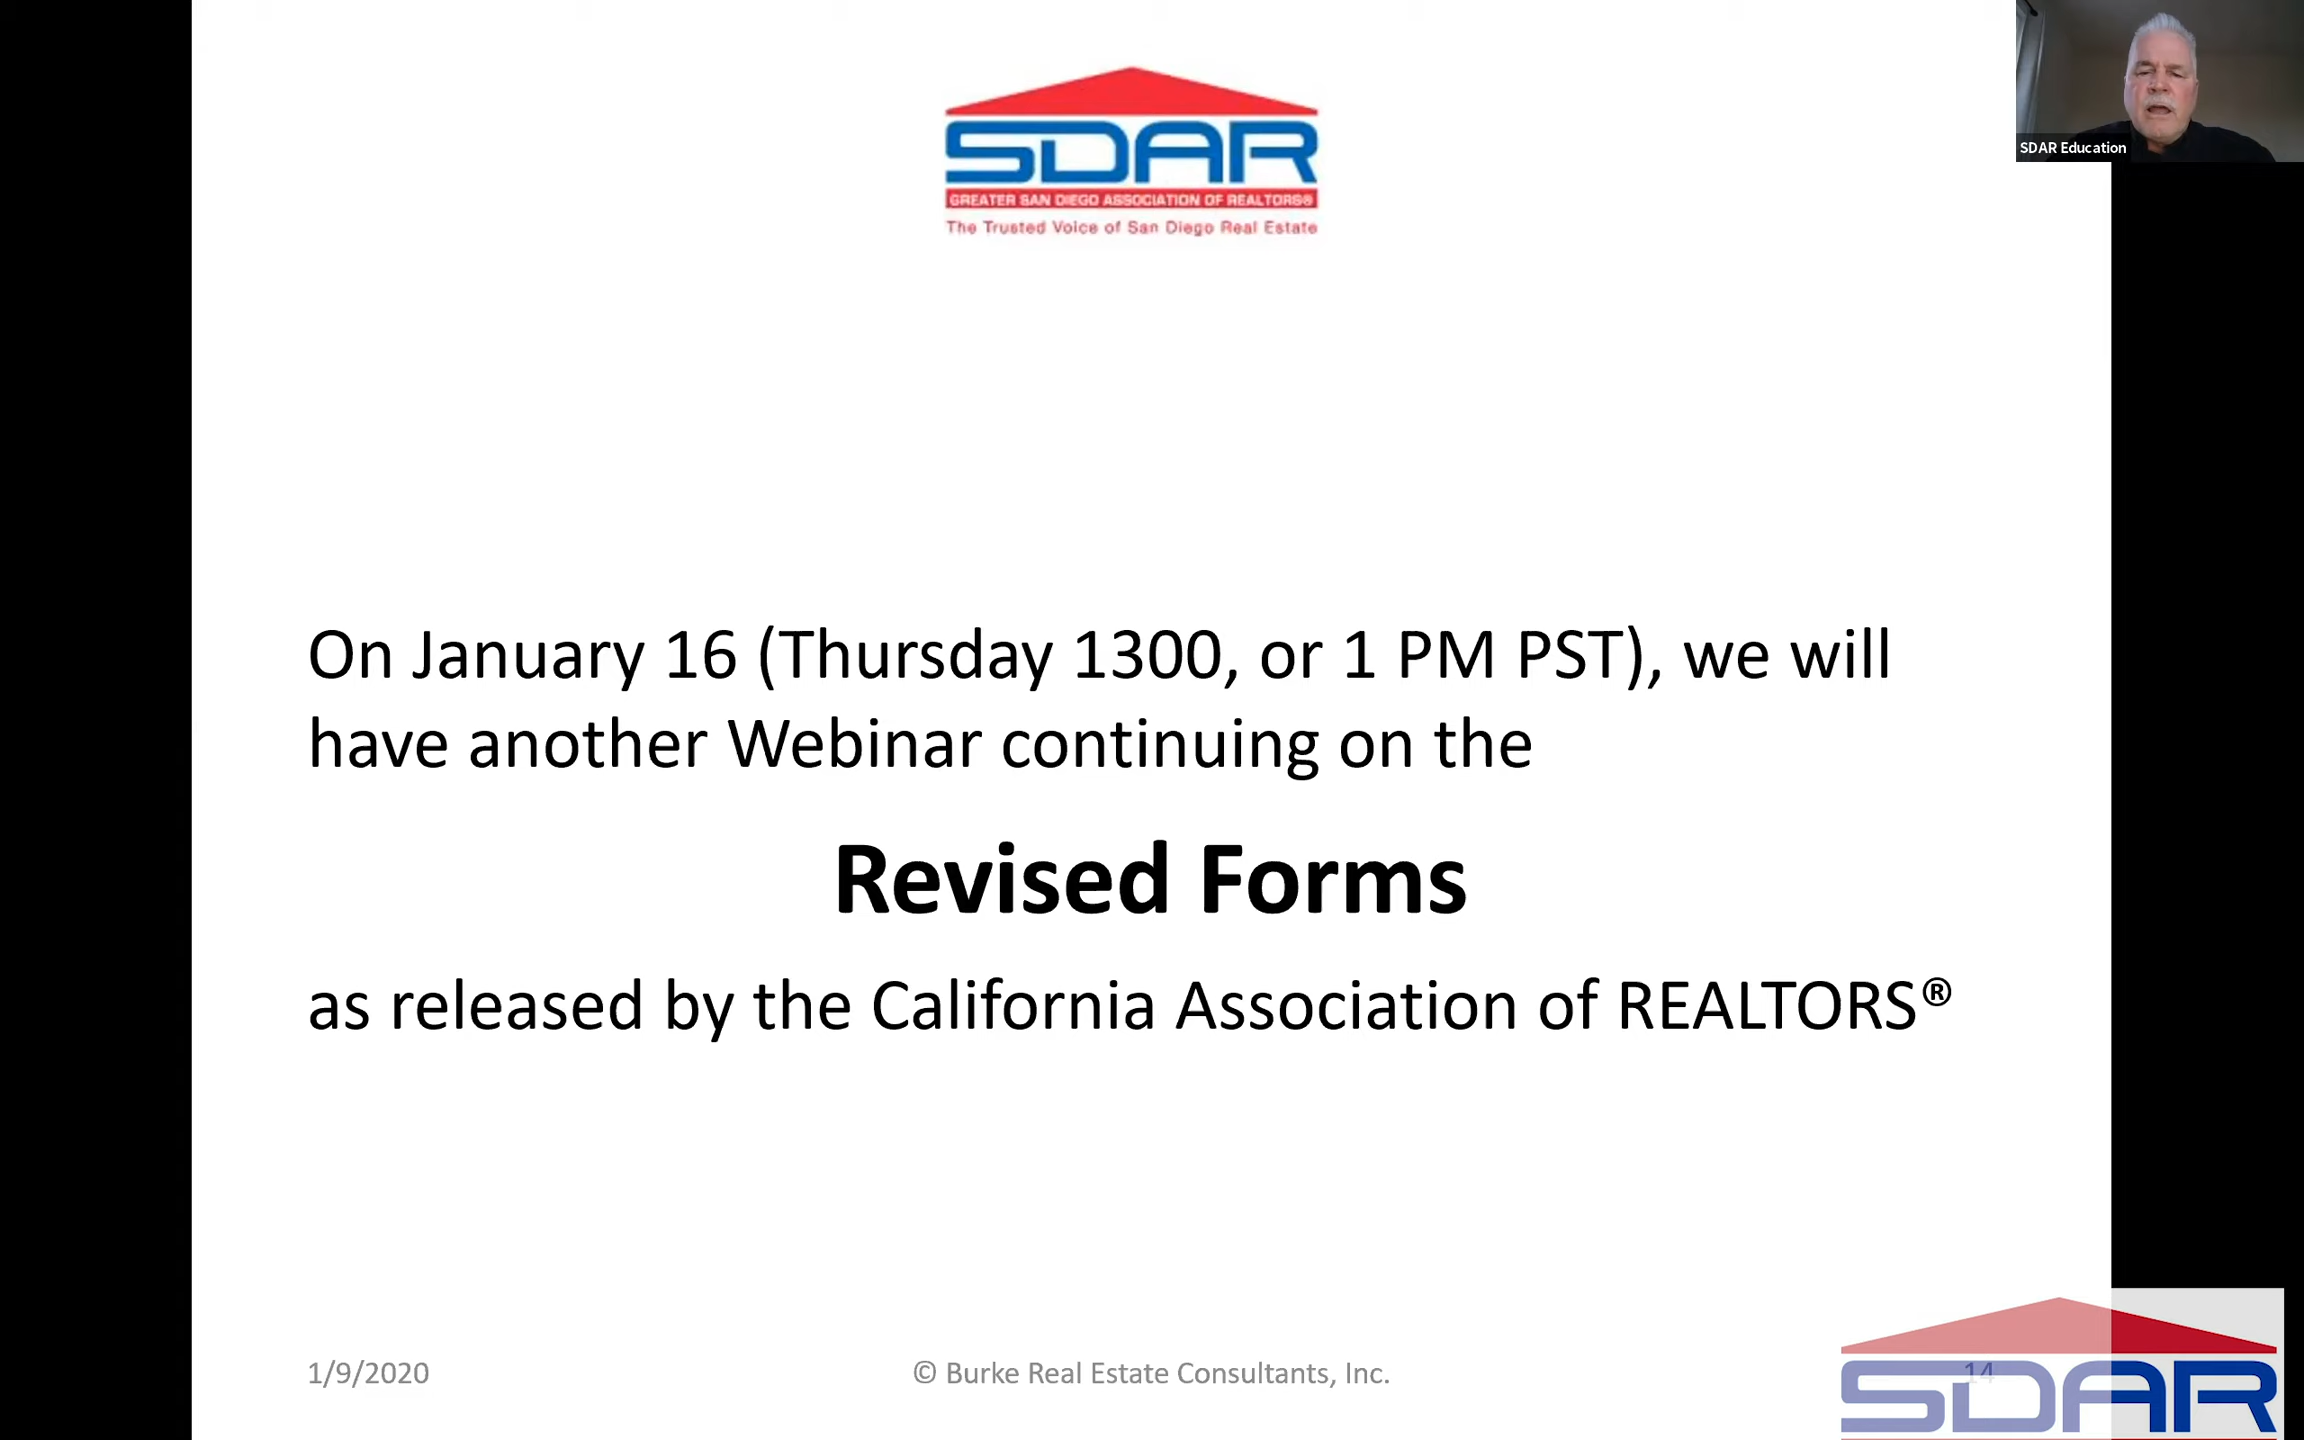 SDAR
GREATER SAN DIEGO ASSOCIATION OF REALTORS®
The Trusted Voice of San Diego Real Estate
SDAR Education
On January 16 (Thursday 1300, or 1 PM PST), we will
have another Webinar continuing on the
Revised Forms
as released by the California Association of REALTORS®
1/9/2020
© Burke Real Estate Consultants, Inc.
14
SDAR